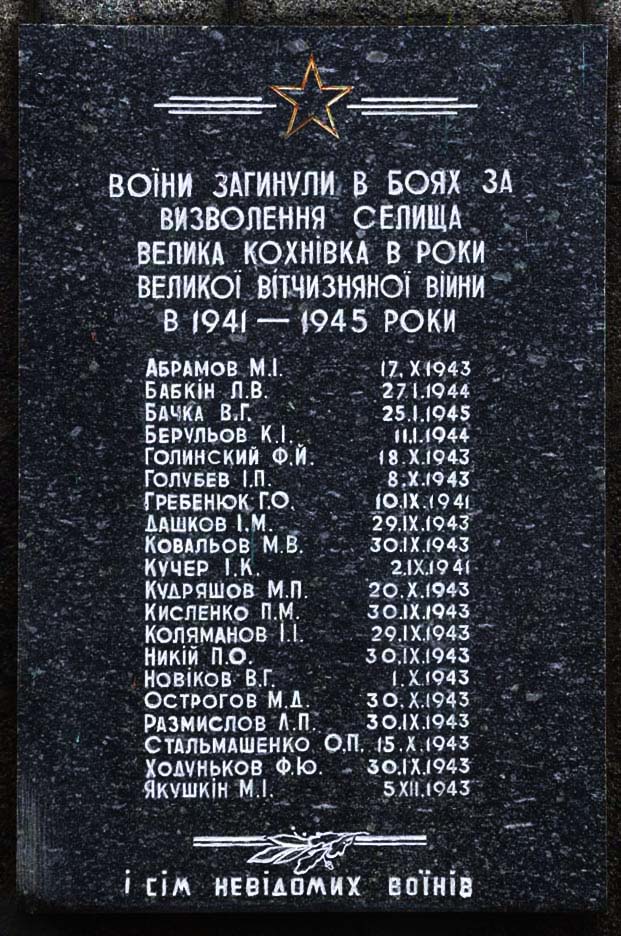 ВОЇНИ ЗАГИНУЛИ В БОЯХ ЗА
ВИЗВОЛЕННЯ СЕЛИЩА
ВЕЛИКА КОХНІВКА В РОКИ
ВЕЛИКОЇ ВІТЧИЗНЯНОЇ ВІЙНИ
В 1941 — 1945 РОКИ
АБРАМОВ М.І. 17.X1943
БАБКІН Л.В. 27.I.1944
БАЧКА В.Г. 25.I.1945
БЕРУЛЬОВ К.І. 11.I.1944
ГОЛИНСКИЙ Ф.Й. 18.X.1943
ГОЛУБЕВ І.П. 8.X.1943
ГРЕБЕНЮК Г.О. 10.IX.1941
ДАШКОВ І.М. 29.IX.1943
КОВАЛЬОВ М.В. 30.IX.1943
КУЧЕР І.К. 2.IX.1941
КУДРЯШОВ М.П. 20.X.1943
КИСЛЕНКО П.М. 30.IX.1943
КОЛЯМАНОВ І.І. 29.IX.1943
НИКІЙ П.О. 30.IX.1943
НОВІКОВ В.Г. 1.X.1943
ОСТРОГОВ М.Д. 30.X.1943
РАЗМИСЛОВ Л.П. 30.IX.1943
СТАЛЬМАШЕНКО О.П. 15.X.1943
ХОДУНЬКОВ Ф.Ю. 30.IX.1943
ЯКУШКІН М.І. 5.XII.1943
І СІМ НЕВІДОМИХ ВОЇНІВ